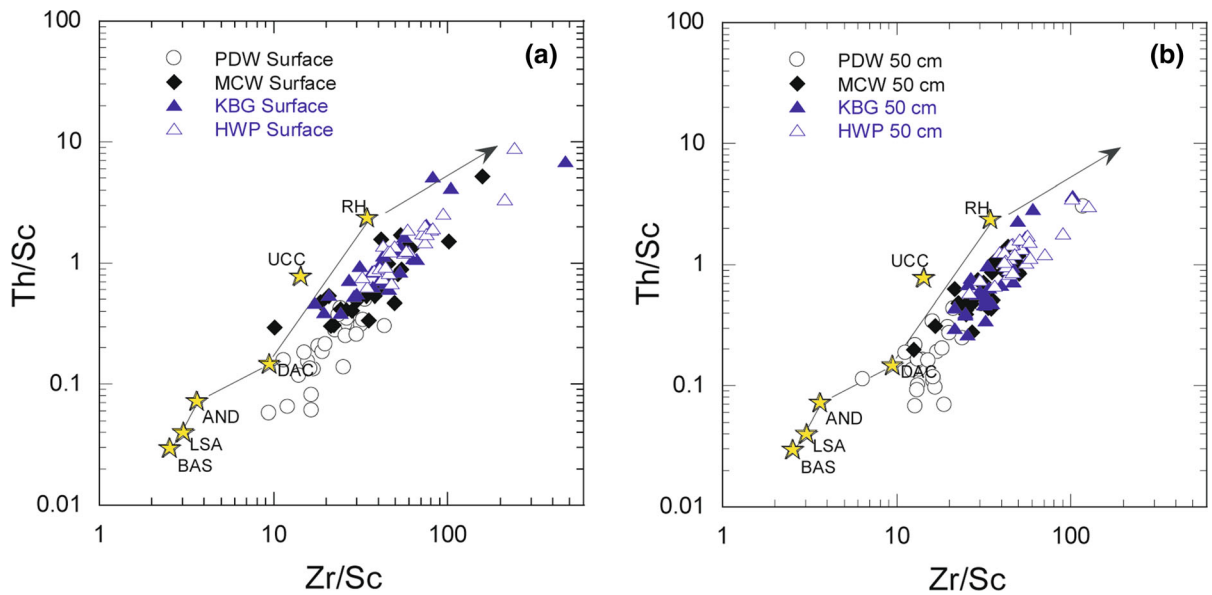 (a)
PDW Surface
MCW Surface
KBG Surface
HWP Surface
100
10
1
0.1
0.01
Th/Sc
RH
UCC
DAC
AND
LSA
BAS
1
10
100
Zr/Sc
(b)
PDW 50 cm
MCW 50 cm
KBG 50 cm
HWP 50 cm
100
10
1
0.1
0.01
Th/Sc
RH
UCC
DAC
AND
LSA
BAS
1
10
100
Zr/Sc